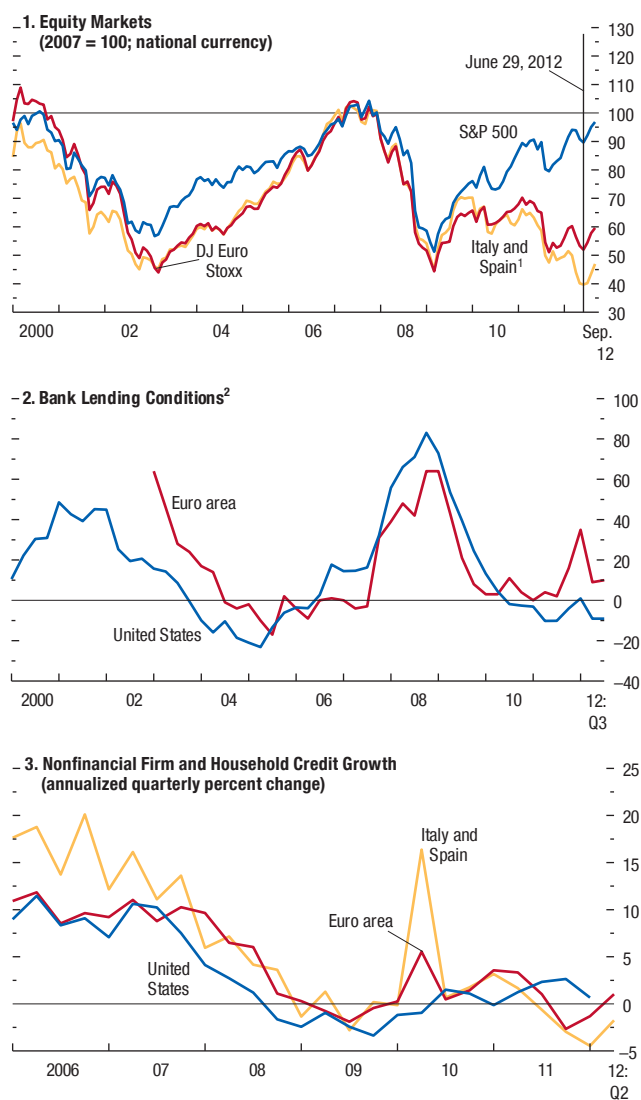 1. Equity Markets
(2007 = 100; national currency)
130
120
110
100
90
80
70
60
50
40
30
June 29, 2012
S&P 500
DJ Euro
Stoxx
Italy and
Spain¹
2000
02
04
06
08
10
Sep.
12
2. Bank Lending Conditions²
100
80
60
40
20
0
–20
–40
Euro area
United States
2000
02
04
06
08
10
12:
Q3
3. Nonfinancial Firm and Household Credit Growth
(annualized quarterly percent change)
25
20
15
10
5
0
–5
Italy and
Spain
Euro area
United
States
2006
07
08
09
10
11
12:
Q2